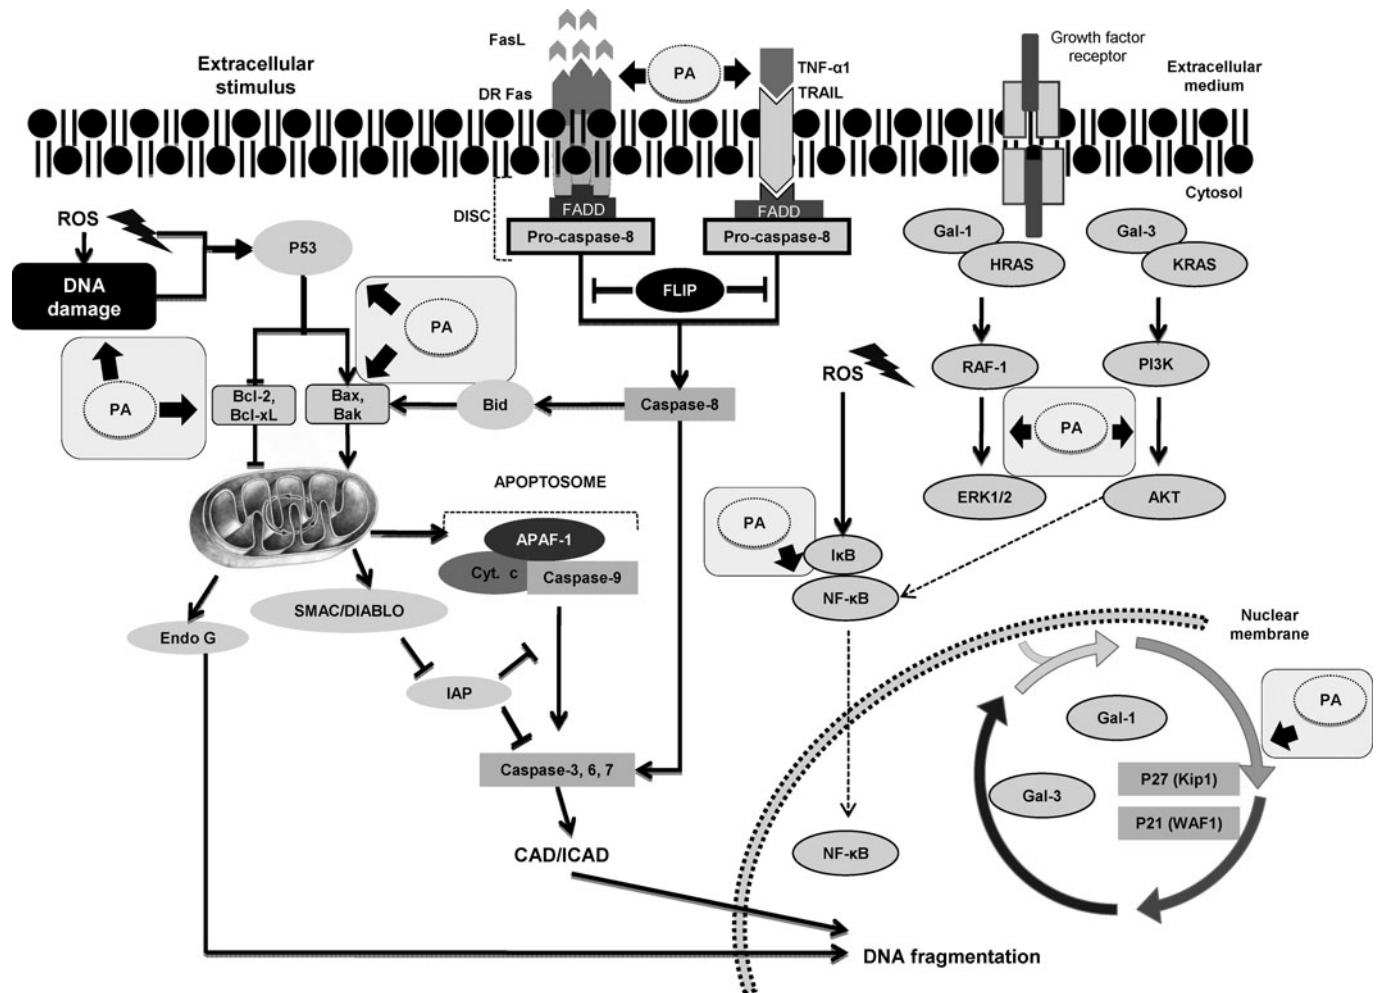 FasL
PA
TNF-α1
TRAIL
DR Fas
Growth factor
receptor
Extracellular
stimulus
Extracellular
medium
Cytosol
DISC
FADD
Pro-caspase-8
FADD
Pro-caspase-8
ROS
P53
DNA
damage
FLIP
Gal-1
HRAS
Gal-3
KRAS
PA
PA
Bcl-2,
Bcl-xL
Bax,
Bak
Bid
Caspase-8
ROS
RAF-1
PI3K
PA
ERK1/2
AKT
APOPTOSOME
APAF-1
Cyt. c
Caspase-9
PA
IκB
NF-κB
SMAC/DIABLO
Endo G
IAP
Caspase-3, 6, 7
CAD/ICAD
Nuclear
membrane
PA
Gal-1
Gal-3
P27 (Kip1)
P21 (WAF1)
NF-κB
DNA fragmentation